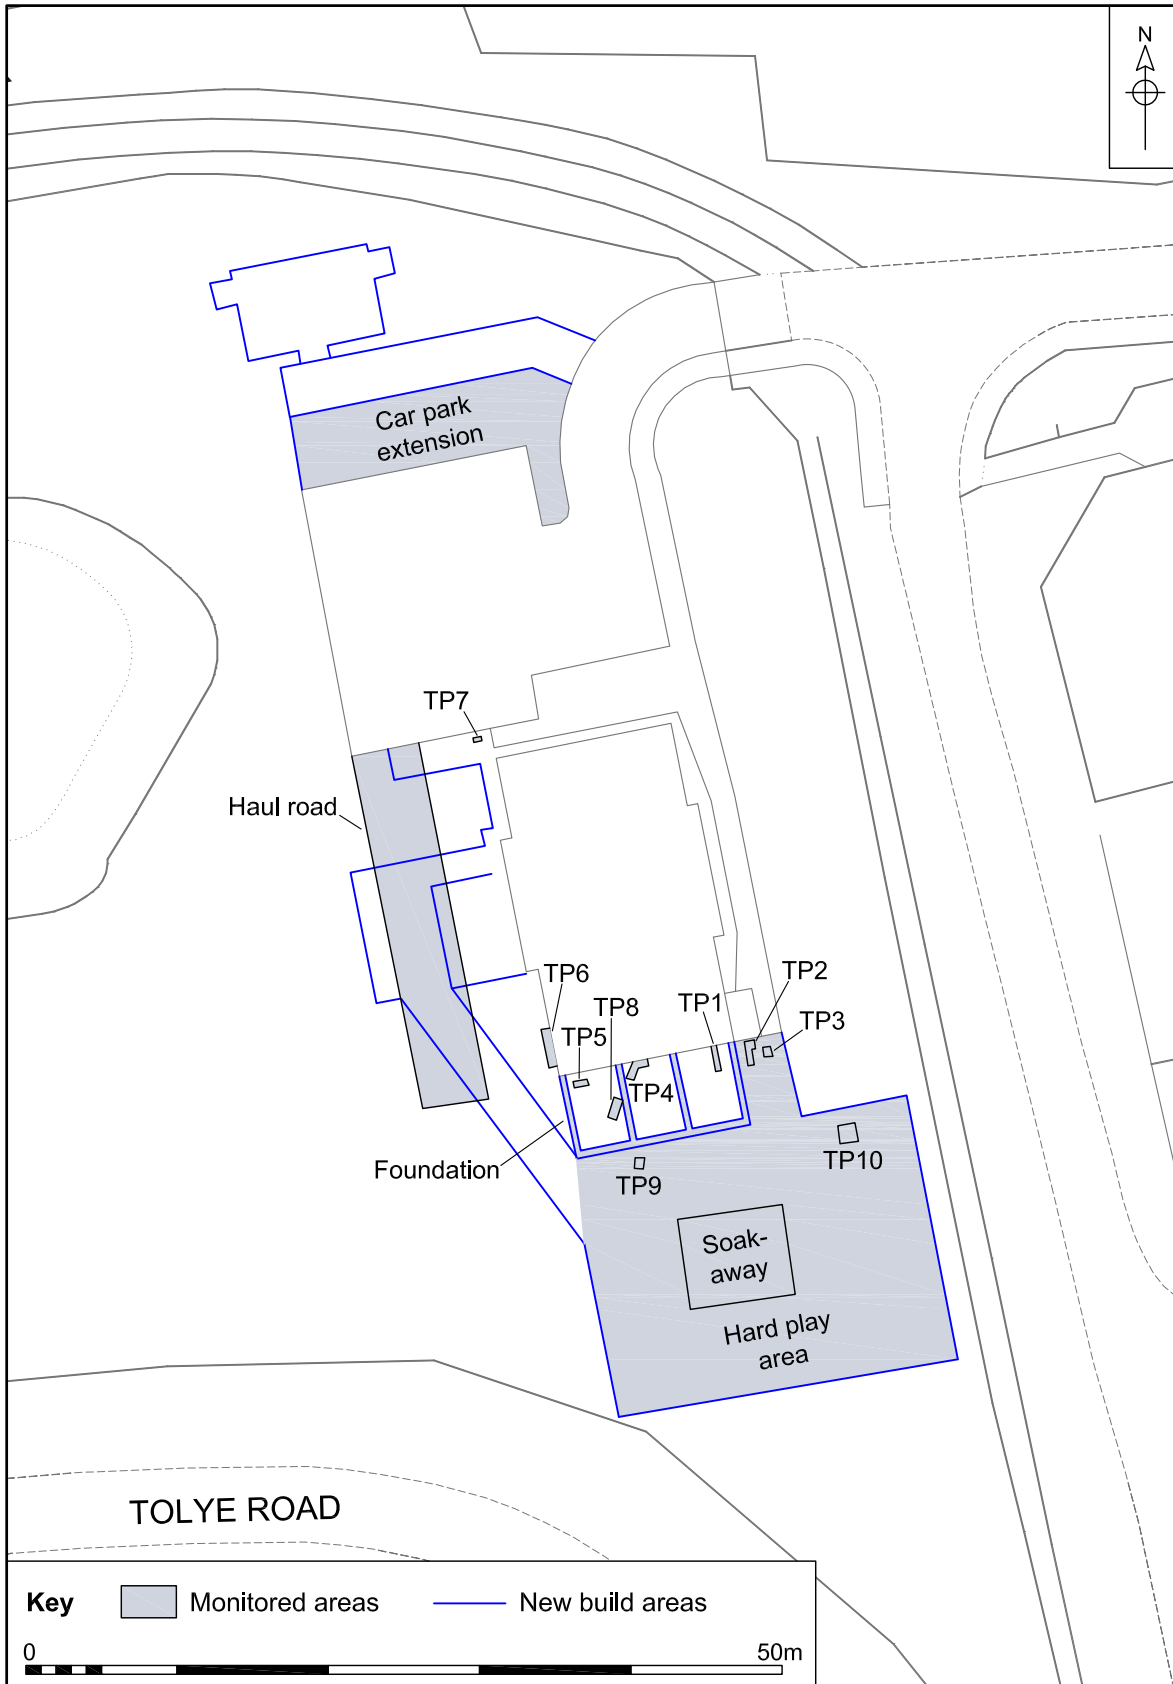 N
Car park
extension
TP7
Haul road
TP6
TP8
TP5
TP1
TP2
TP3
TP4
Foundation
TP9
TP10
Soak-
away
Hard play
area
TOLYE ROAD
Key
Monitored areas
New build areas
0
50m